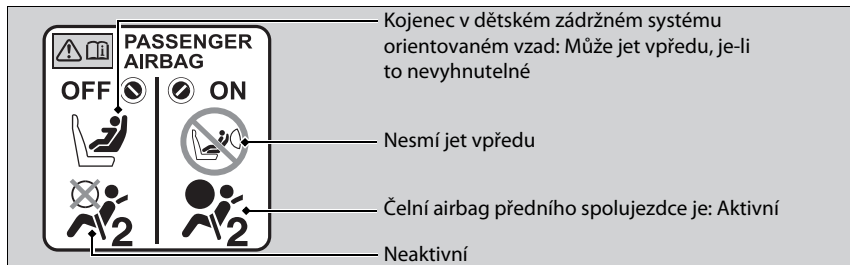 PASSENGER
AIRBAG
OFF
ON
2
2
Kojenec v dětském zádržném systému
orientovaném vzad: Může jet vpředu, je-li
to nevyhnutelné
Nesmí jet vpředu
Čelní airbag předního spolujezdce je: Aktivní
Neaktivní